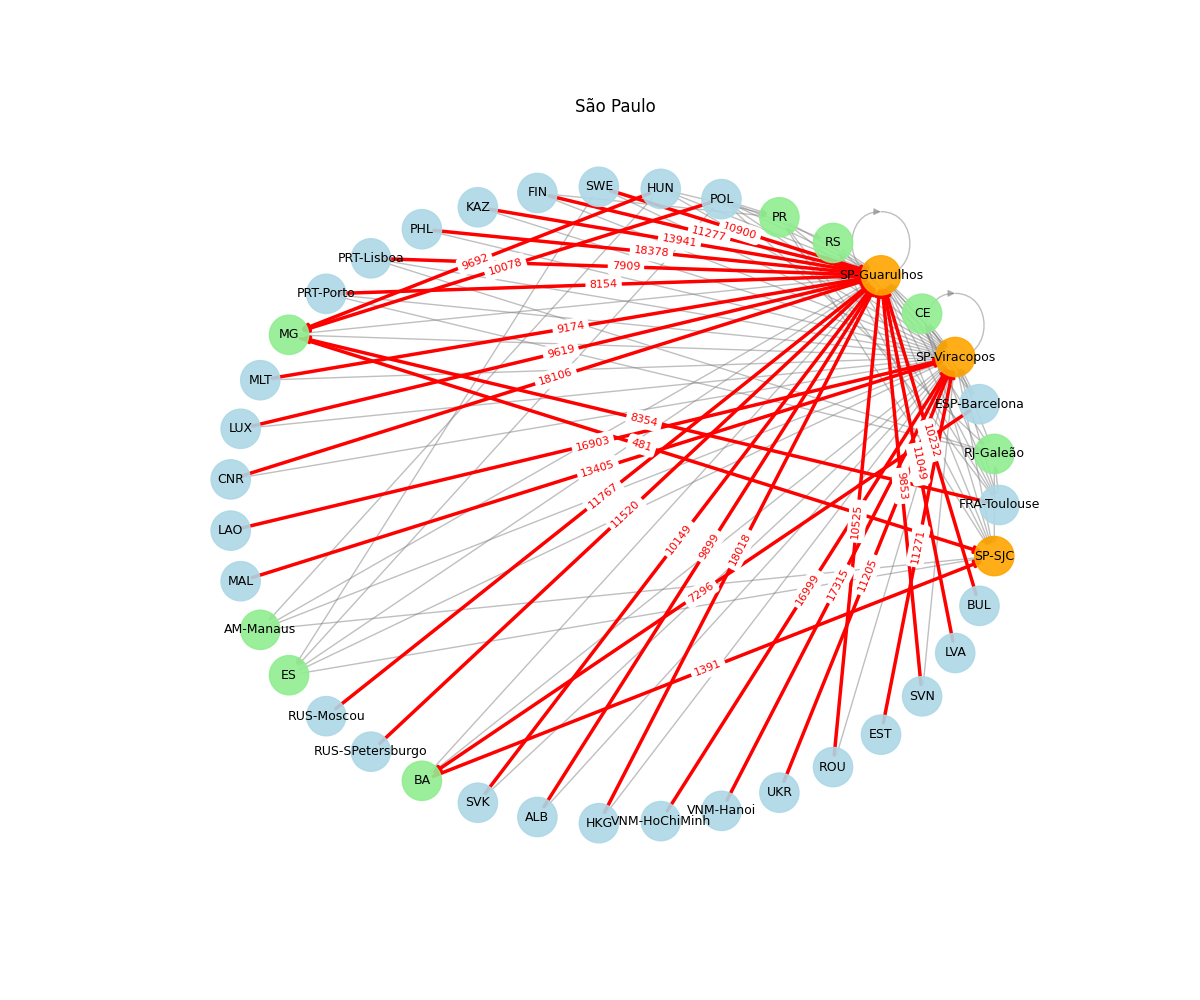 São Paulo
SWE
HUN
FIN
POL
KAZ
PR
PHL
10900
11277
13941
RS
18378
PRT-Lisboa
9692
10078
7909
SP-Guarulhos
8154
PRT-Porto
CE
9174
MG
9619
SP-Viracopos
18106
MLT
ESP-Barcelona
8354
LUX
10232
16903
481
RJ-Galeão
11049
13405
CNR
9853
11767
FRA-Toulouse
11520
10525
LAO
10149
9899
18018
11271
SP-SJC
MAL
11205
17315
16999
7296
BUL
AM-Manaus
LVA
1391
ES
SVN
RUS-Moscou
EST
RUS-SPetersburgo
ROU
BA
UKR
SVK
VNM-Hanoi
ALB
HKG
VNM-HoChiMinh